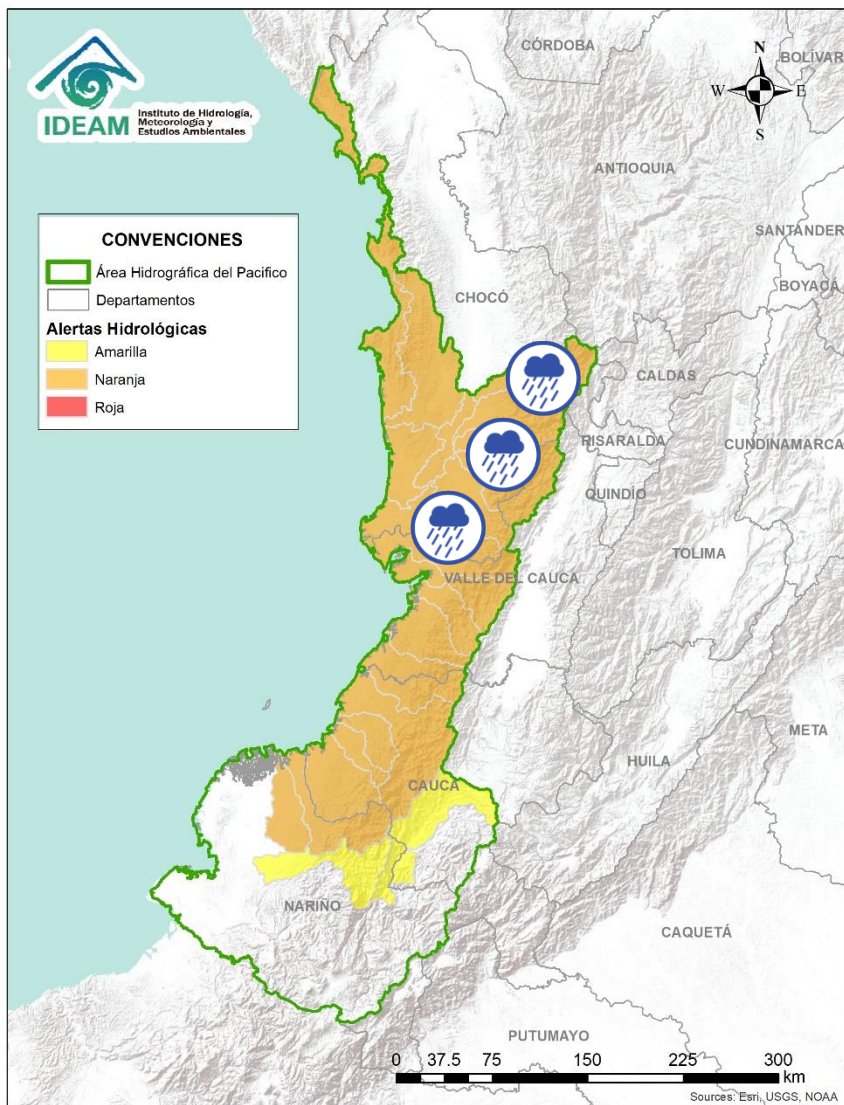 IDEAM
Instituto de Hidrología,
Meteorología y
Estudios Ambientales
CÓRDOBA
BOLÍVAR
N
W
E
S
ANTIOQUIA
SANTANDER
BOYACÁ
CONVENCIONES
Área Hidrográfica del Pacifico
Departamentos
Alertas Hidrológicas
Amarilla
Naranja
Roja
CHOCÓ
CALDAS
RISARALDA
CUNDINAMARCA
QUINDÍO
TOLIMA
VALLE DEL CAUCA
META
HUILA
CAUCA
NARIÑO
CAQUETÁ
PUTUMAYO
0 37.5 75 150 225 300
km
Sources: Esri, USGS, NOAA